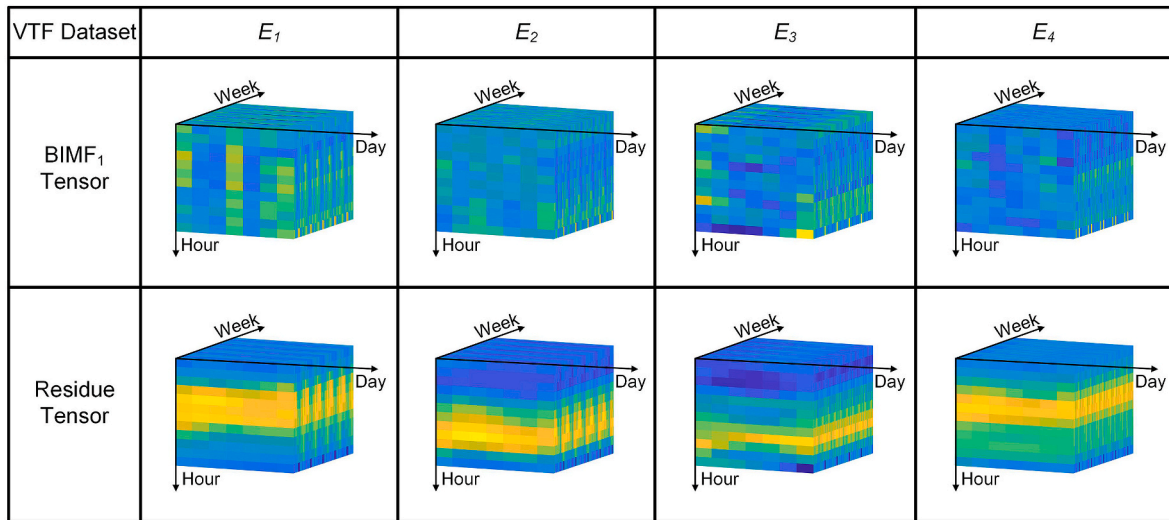 VTF Dataset E₁ E₂ E₃ E₄
Week Week Week Week
Day Day Day Day
BIMF₁
Tensor
Hour Hour Hour Hour
Week Week Week Week
Day Day Day Day
Residue
Tensor
Hour Hour Hour Hour